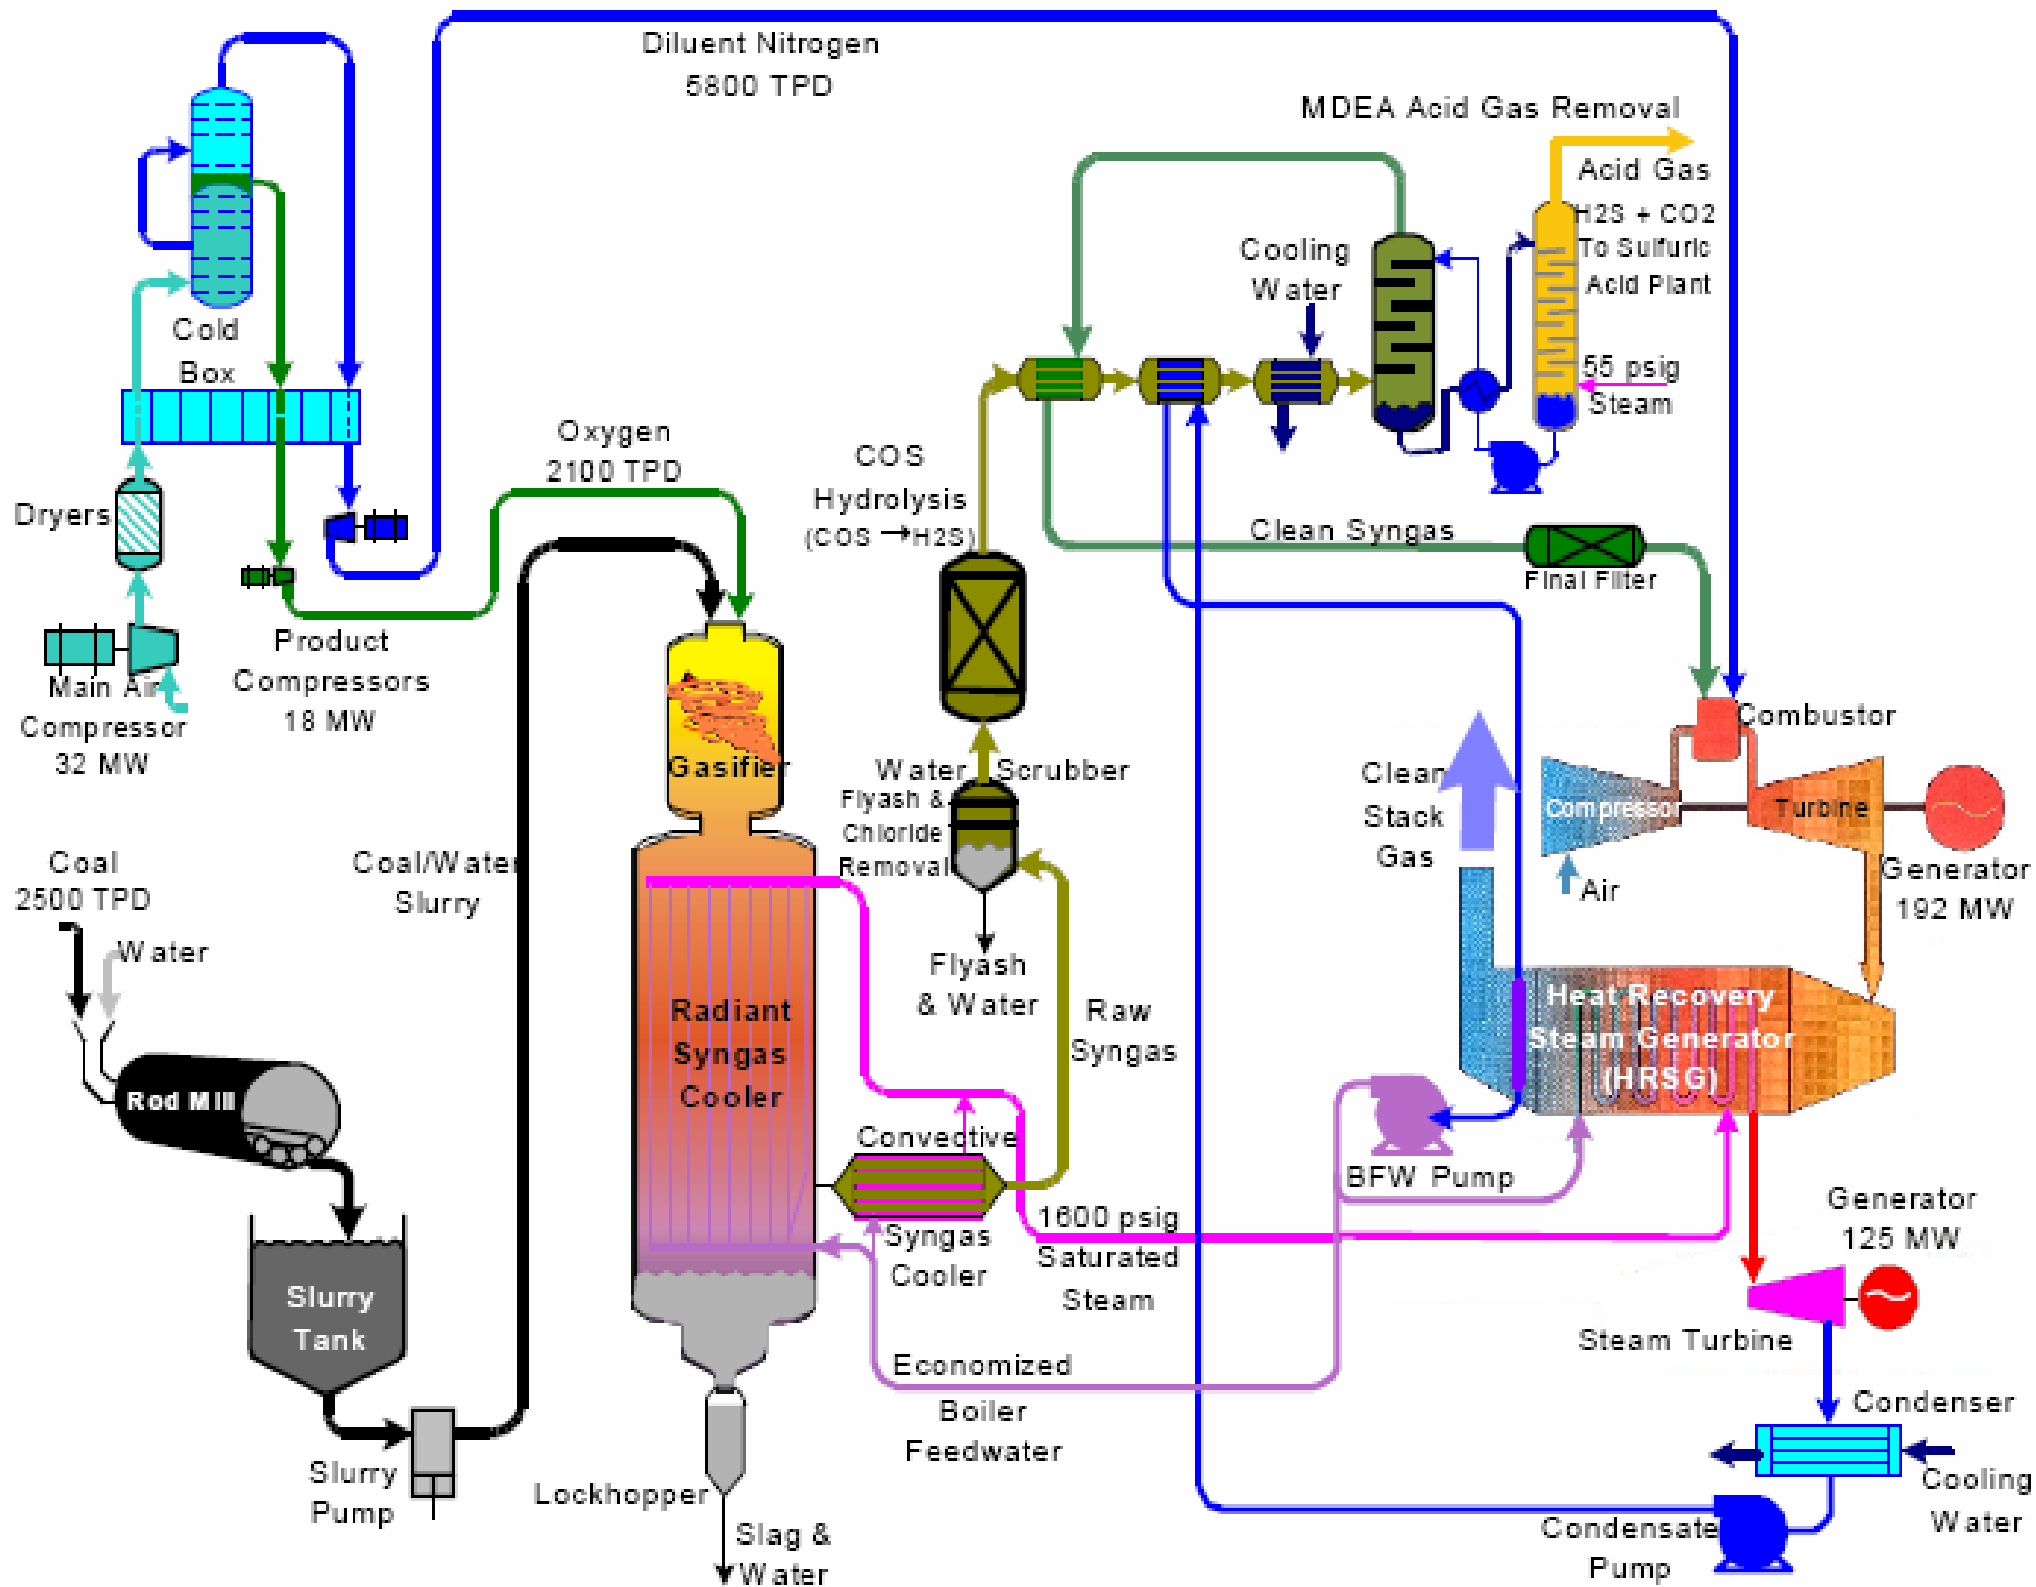 Diluent Nitrogen
5800 TPD
MDEA Acid Gas Removal
Acid Gas
H2S + CO2
To Sulfuric
Acid Plant
55 psig
Steam
Cooling
Water
Cold
Box
Oxygen
2100 TPD
COS
Hydrolysis
(COS →H2S)
Clean Syngas
Final Filter
Dryers
Main Air
Compressor
32 MW
Product
Compressors
18 MW
Gasifier
Water Scrubber
Flyash &
Chloride
Removal
Flyash
& Water
Raw
Syngas
Clean
Stack
Gas
Combustor
Compressor
Turbine
Air
Generator
192 MW
Coal
2500 TPD
Water
Coal/Water
Slurry
Rod Mill
Radiant
Syngas
Cooler
Heat Recovery
Steam Generator
(HRSG)
Convective
Syngas
Cooler
BFW Pump
1600 psig
Saturated
Steam
Generator
125 MW
Steam Turbine
Slurry
Tank
Economized
Boiler
Feedwater
Condenser
Cooling
Water
Slurry
Pump
Lockhopper
Slag &
Water
Condensate
Pump